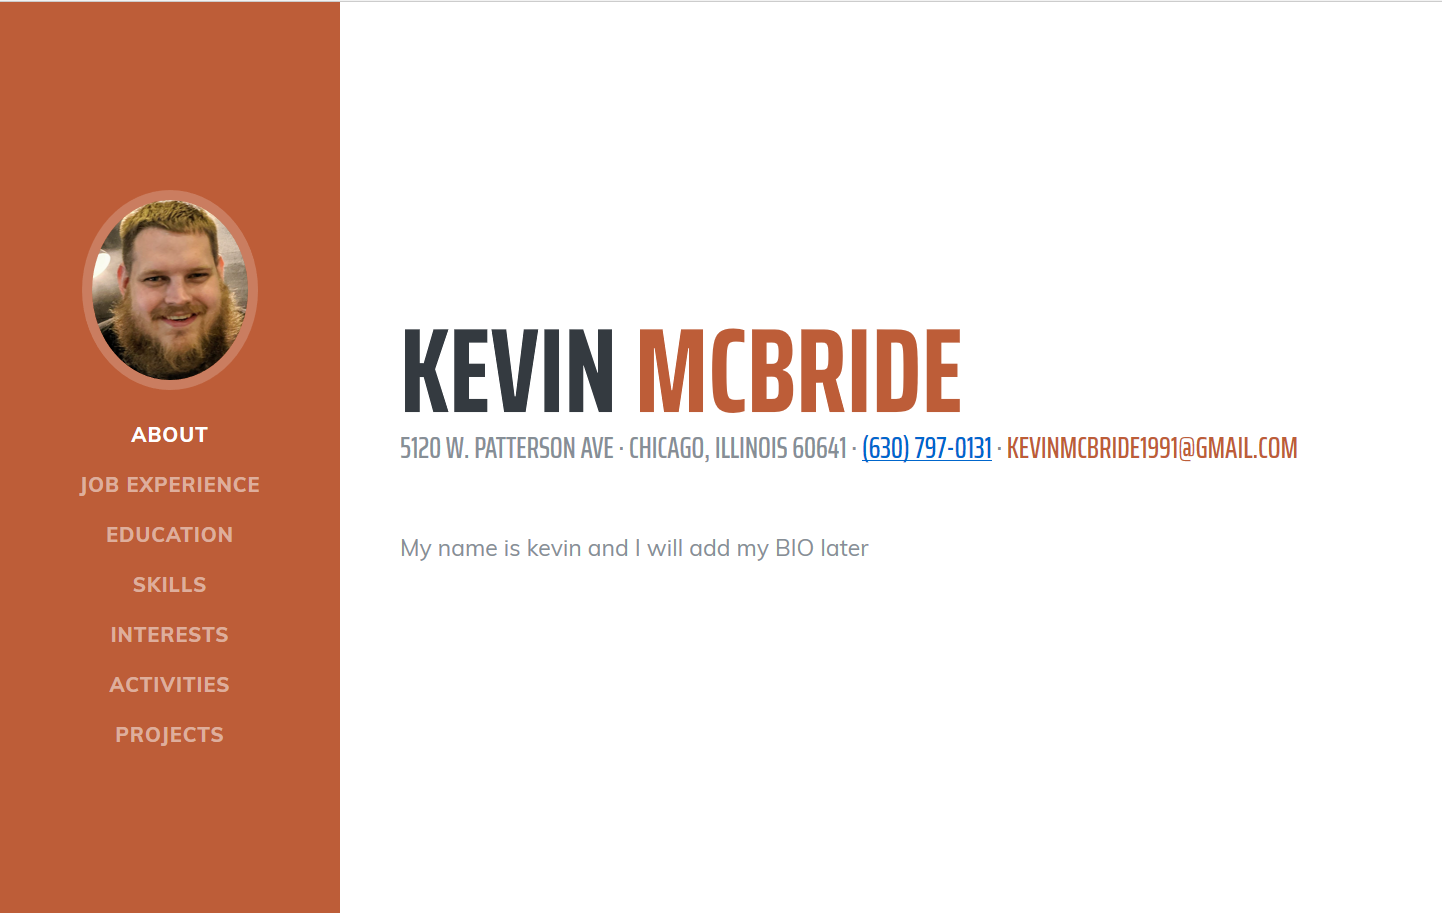 ABOUT
JOB EXPERIENCE
EDUCATION
SKILLS
INTERESTS
ACTIVITIES
PROJECTS
KEVIN MCBRIDE
5120 W. PATTERSON AVE · CHICAGO, ILLINOIS 60641 · (630) 797-0131 · KEVINMCBRIDE1991@GMAIL.COM
My name is kevin and I will add my BIO later